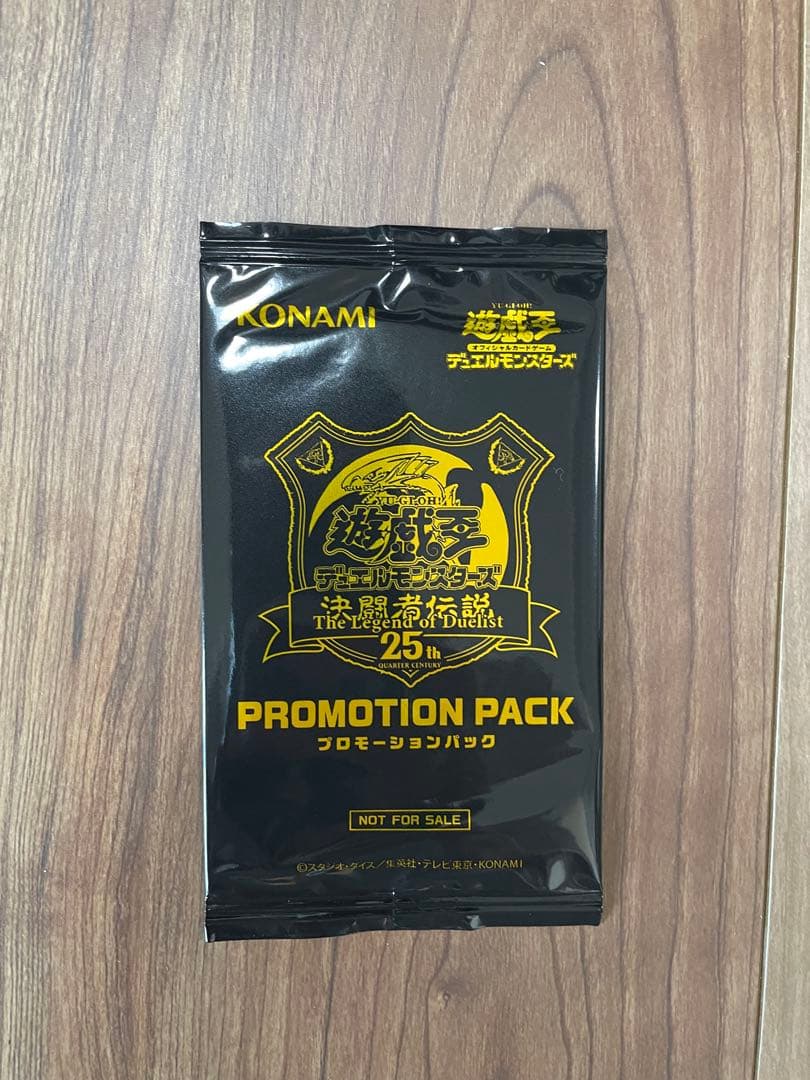 KONAMI
YU-GI-OH!
遊戯王
オフィシャルカードゲーム
デュエルモンスターズ
YU-GI-OH!
遊戯王
デュエルモンスターズ
決闘者伝説
The Legend of Duelist
25th
QUARTER CENTURY
PROMOTION PACK
プロモーションパック
NOT FOR SALE
©スタジオ・ダイス/集英社・テレビ東京・KONAMI